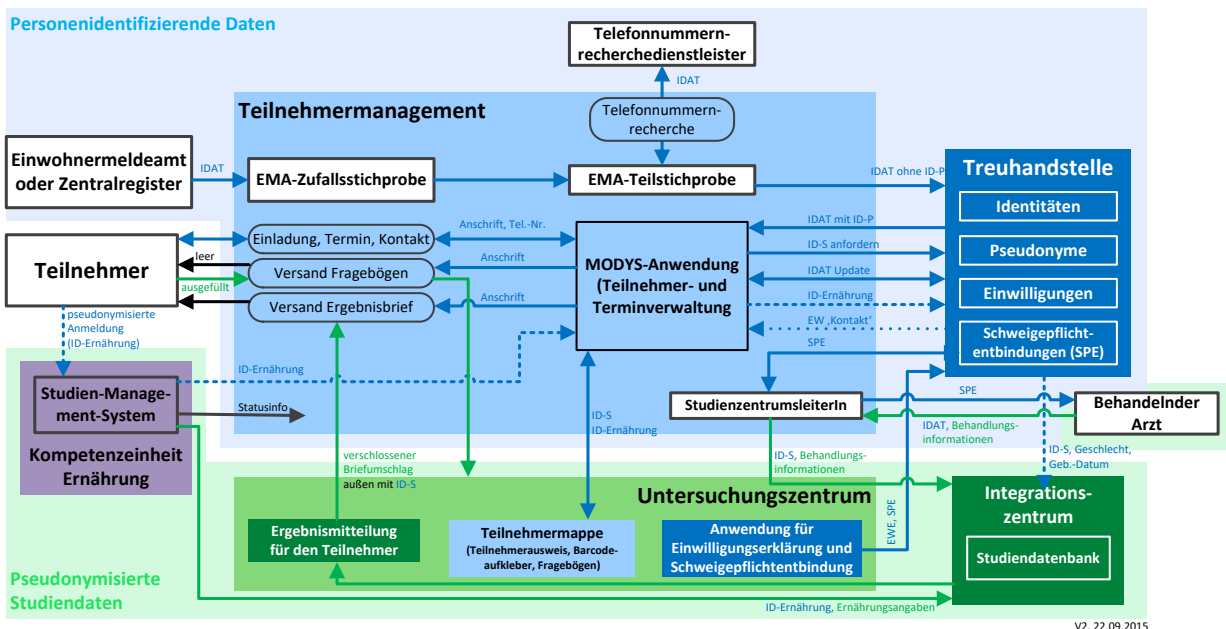 Personenidentifizierende Daten
Telefonnummern-
recherchedienstleister
IDAT
Teilnehmermanagement
Telefonnummern-
recherche
Einwohnermeldeamt
oder Zentralregister
IDAT
EMA-Zufallsstichprobe
EMA-Teilstichprobe
IDAT ohne ID-P
Treuhandstelle
Identitäten
Pseudonyme
Einwilligungen
Schweigepflicht-
entbindungen (SPE)
Teilnehmer
leer
ausgefüllt
Einladung, Termin, Kontakt
Versand Fragebögen
Versand Ergebnisbrief
Anschrift, Tel.-Nr.
Anschrift
Anschrift
MODYS-Anwendung
(Teilnehmer- und
Terminverwaltung
IDAT mit ID-P
ID-S anfordern
IDAT Update
ID-Ernährung
EW ‚Kontakt‘
SPE
pseudonymisierte
Anmeldung
(ID-Ernährung)
Studien-Manage-
ment-System
Kompetenzeinheit
Ernährung
ID-Ernährung
Statusinfo
StudienzentrumsleiterIn
SPE
Behandelnder
Arzt
IDAT, Behandlungs-
informationen
ID-S
ID-Ernährung
verschlossener
Briefumschlag
außen mit ID-S
ID-S, Behandlungs-
informationen
ID-S, Geschlecht,
Geb.-Datum
Untersuchungszentrum
Ergebnismitteilung
für den Teilnehmer
Teilnehmermappe
(Teilnehmerausweis, Barcode-
aufkleber, Fragebögen)
Anwendung für
Einwilligungserklärung und
Schweigepflichtentbindung
EWE, SPE
Integrations-
zentrum
Studiendatenbank
Pseudonymisierte
Studiendaten
ID-Ernährung, Ernährungsangaben
V2, 22.09.2015